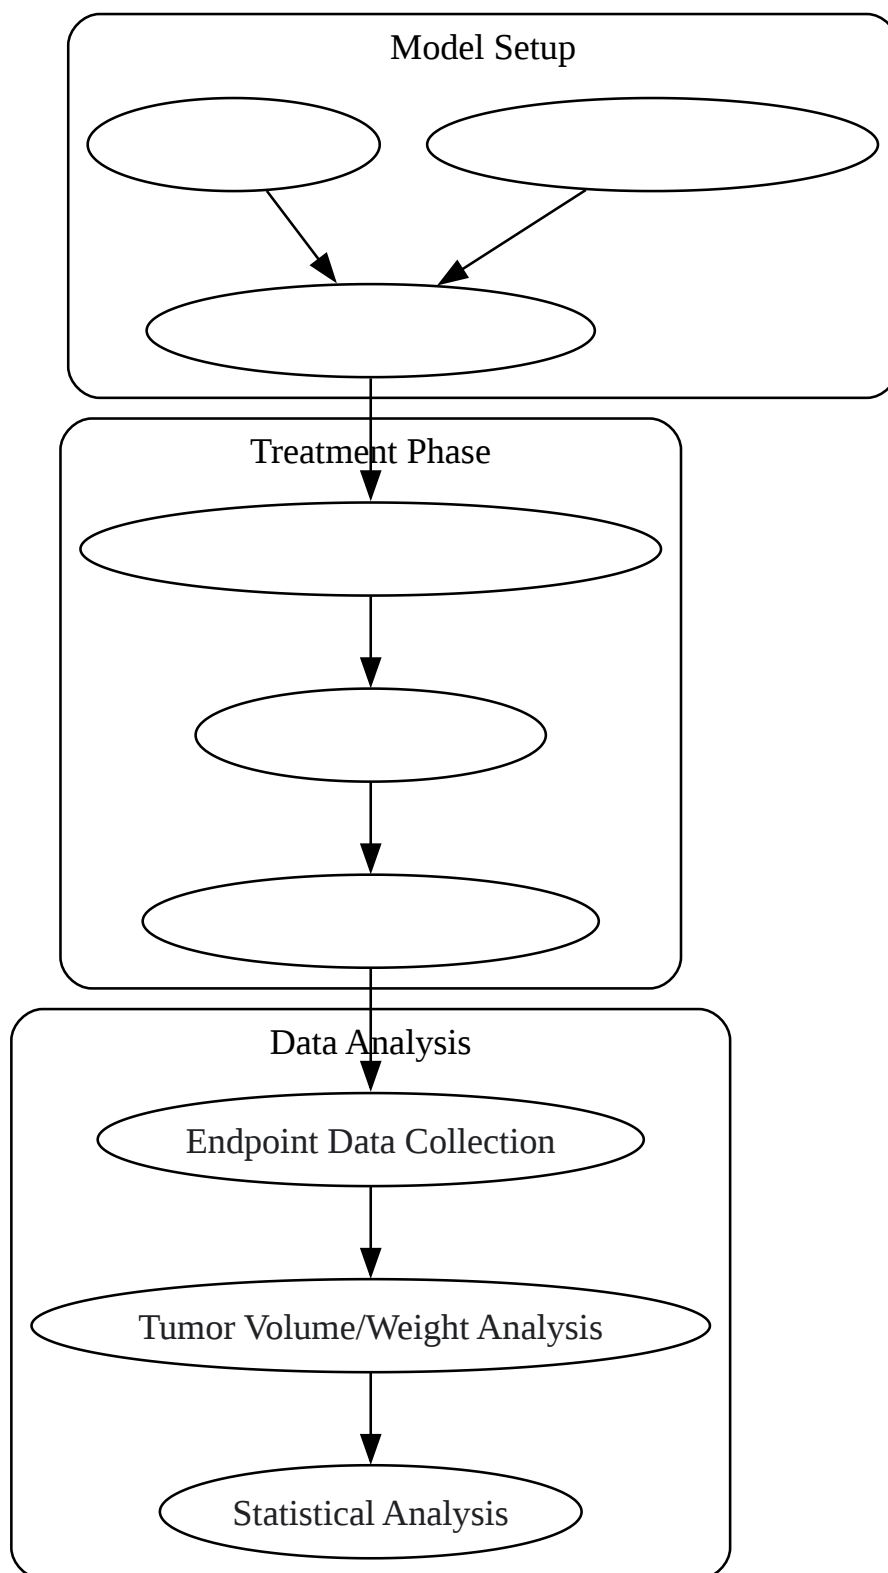 Model Setup
Treatment Phase
Data Analysis
Endpoint Data Collection
Tumor Volume/Weight Analysis
Statistical Analysis